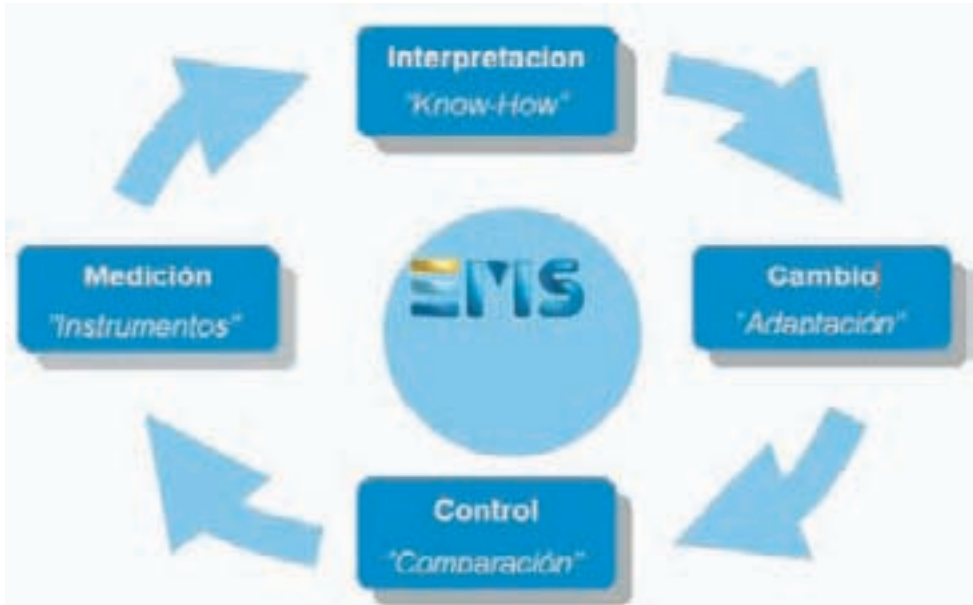 Interpretacion
"Know-How"
Medición
"Instrumentos"
EMS
Cambio
"Adaptación"
Control
"Comparación"